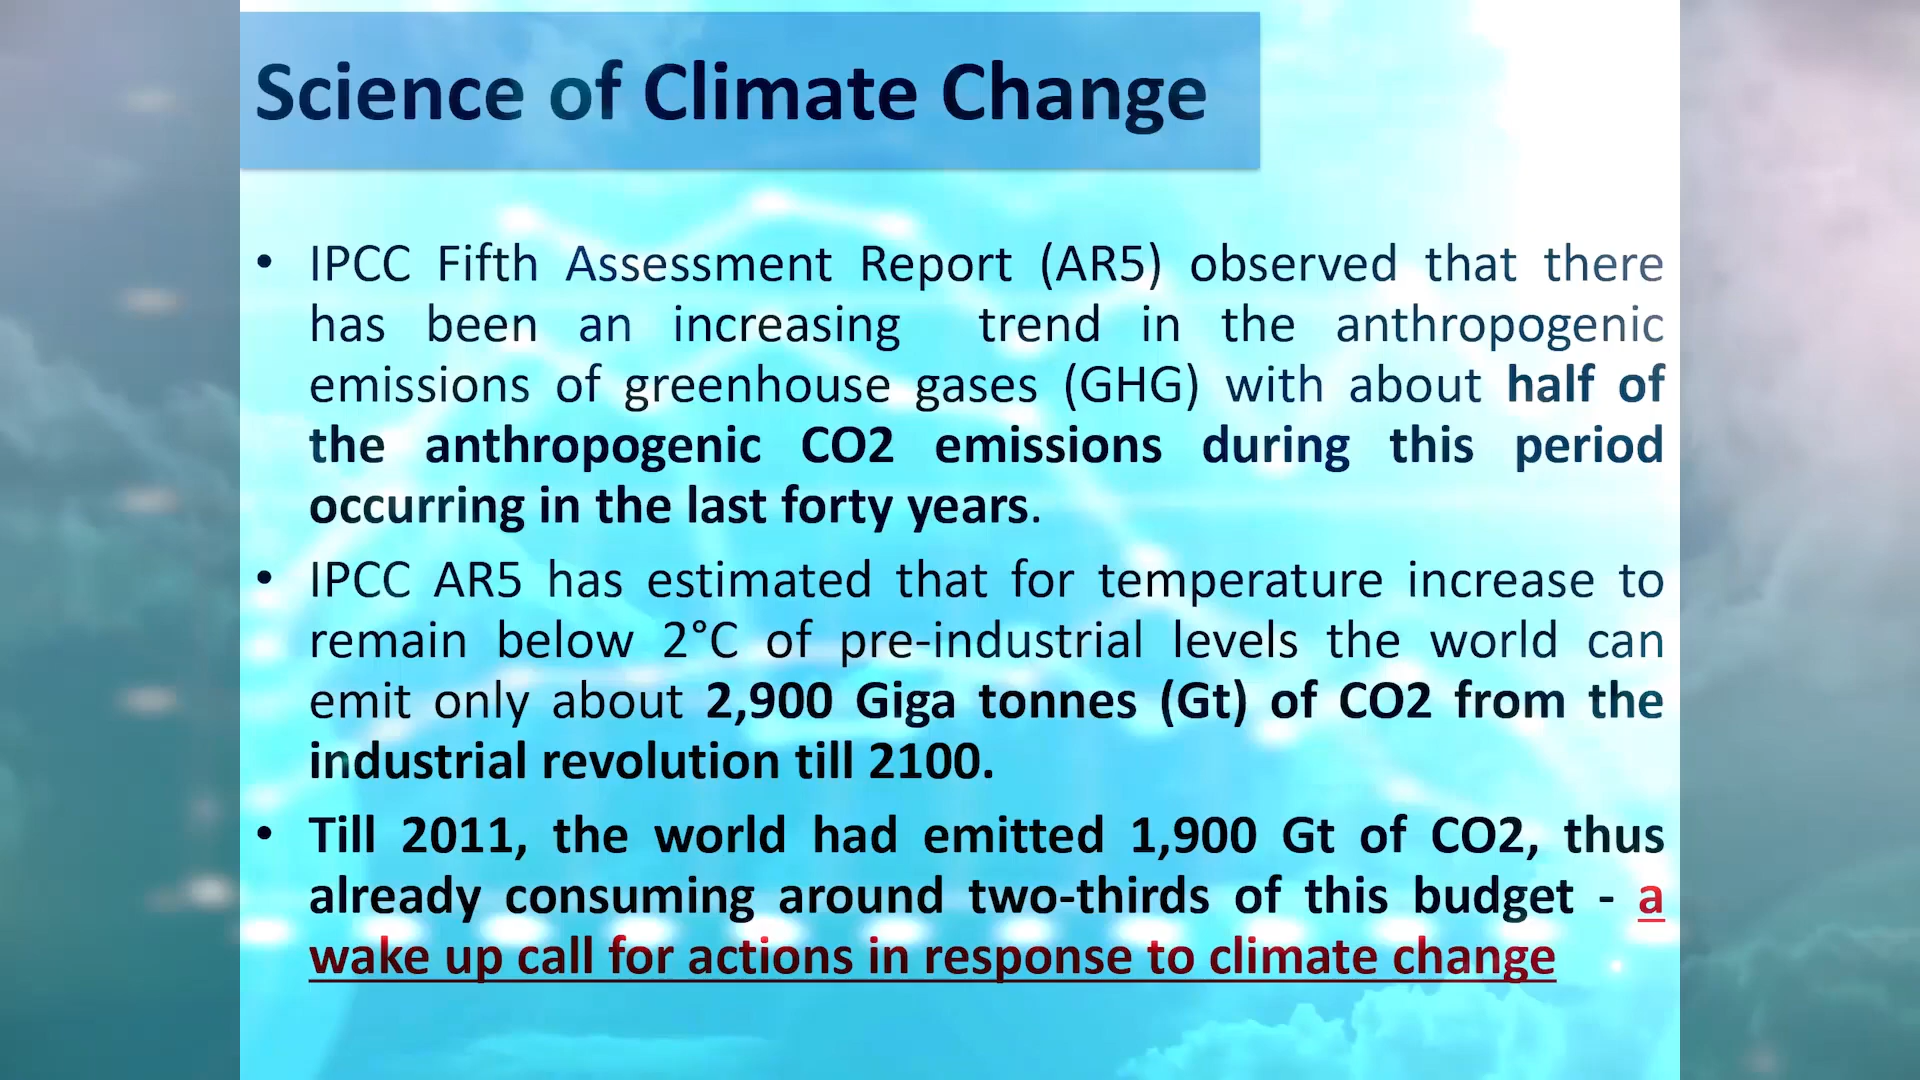 Science of Climate Change
• IPCC Fifth Assessment Report (AR5) observed that there
has been an increasing trend in the anthropogenic
emissions of greenhouse gases (GHG) with about half of
the anthropogenic CO2 emissions during this period
occurring in the last forty years.
• IPCC AR5 has estimated that for temperature increase to
remain below 2°C of pre-industrial levels the world can
emit only about 2,900 Giga tonnes (Gt) of CO2 from the
industrial revolution till 2100.
• Till 2011, the world had emitted 1,900 Gt of CO2, thus
already consuming around two-thirds of this budget - a
wake up call for actions in response to climate change